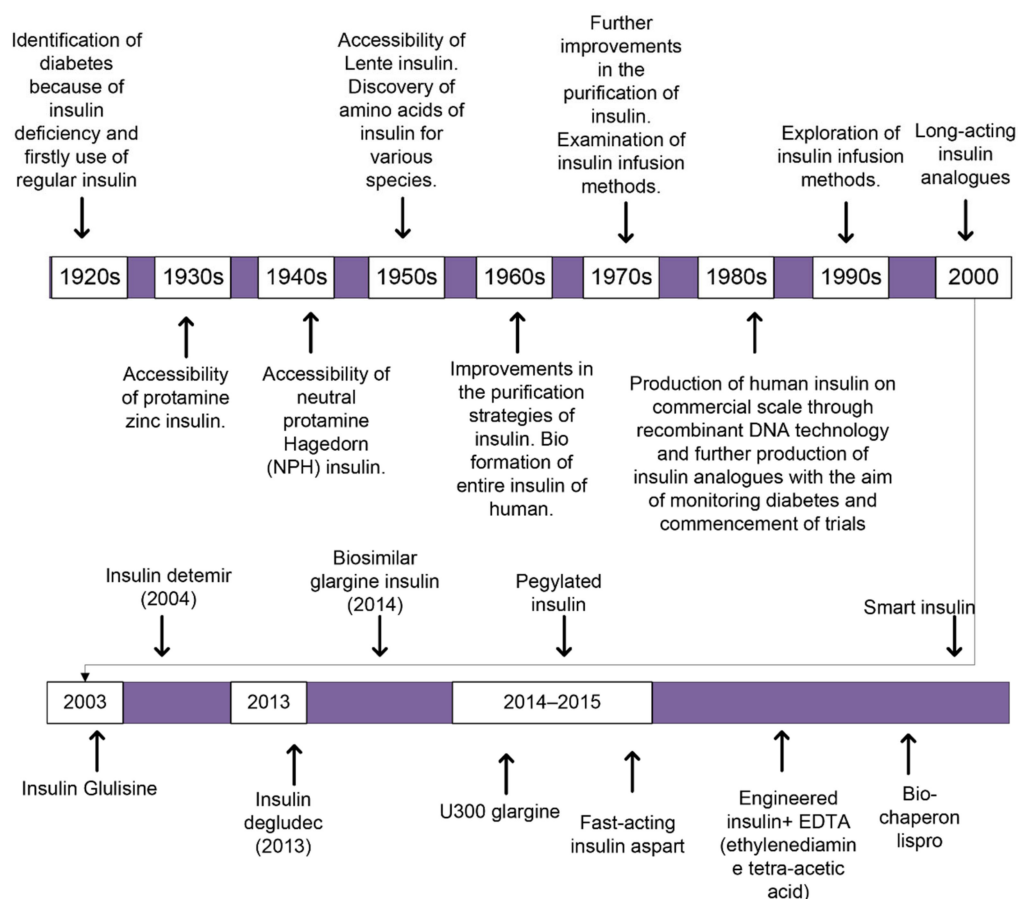 Identification of
diabetes
because of
insulin
deficiency and
firstly use of
regular insulin
Accessibility of
Lente insulin.
Discovery of
amino acids of
insulin for
various
species.
Further
improvements
in the
purification of
insulin.
Examination of
insulin infusion
methods.
Exploration of
insulin infusion
methods.
Long-acting
insulin
analogues
1920s
1930s
1940s
1950s
1960s
1970s
1980s
1990s
2000
Accessibility
of protamine
zinc insulin.
Accessibility of
neutral
protamine
Hagedorn
(NPH) insulin.
Improvements in
the purification
strategies of
insulin. Bio
formation of
entire insulin of
human.
Production of human insulin on
commercial scale through
recombinant DNA technology
and further production of
insulin analogues with the aim
of monitoring diabetes and
commencement of trials
Insulin detemir
(2004)
Biosimilar
glargine insulin
(2014)
Pegylated
insulin
Smart insulin
2003
2013
2014–2015
Insulin Glulisine
Insulin
degludec
(2013)
U300 glargine
Fast-acting
insulin aspart
Engineered
insulin+ EDTA
(ethylenediamin
e tetra-acetic
acid)
Bio-
chaperon
lispro